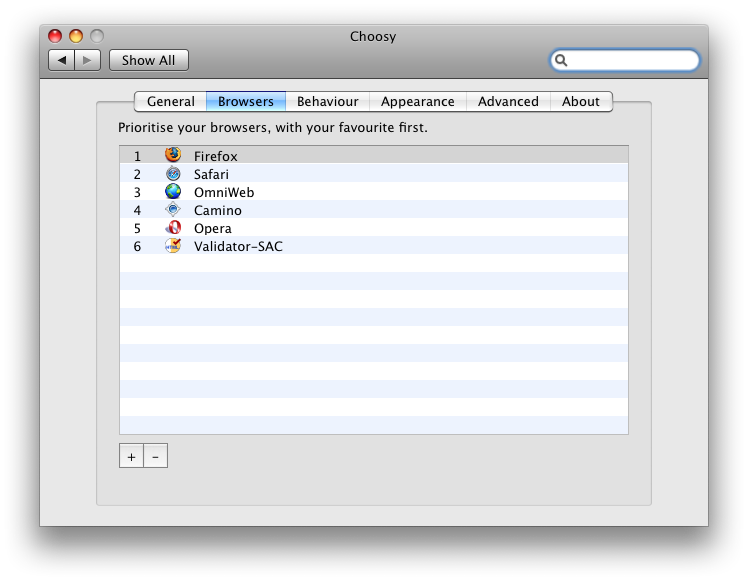 Choosy
Show All
General Browsers Behaviour Appearance Advanced About
Prioritise your browsers, with your favourite first.
1 Firefox
2 Safari
3 OmniWeb
4 Camino
5 Opera
6 Validator-SAC
+ -